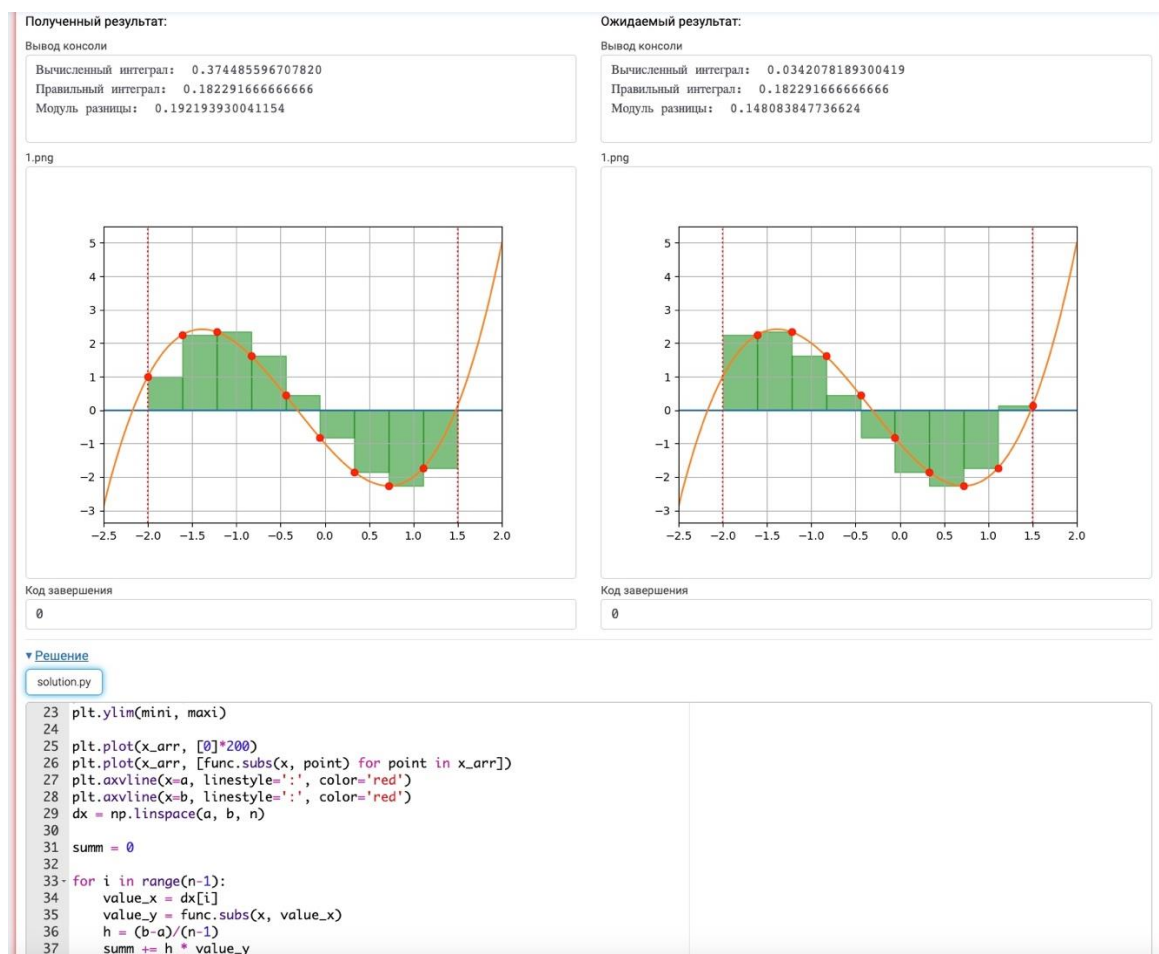 Полученный результат:
Вывод консоли
Вычисленный интеграл: 0.374485596707820
Правильный интеграл: 0.182291666666666
Модуль разницы: 0.192193930041154
1.png
5
4
3
2
1
0
−1
−2
−3
−2.5 −2.0 −1.5 −1.0 −0.5 0.0 0.5 1.0 1.5 2.0
Код завершения
0
Ожидаемый результат:
Вывод консоли
Вычисленный интеграл: 0.0342078189300419
Правильный интеграл: 0.182291666666666
Модуль разницы: 0.148083847736624
1.png
5
4
3
2
1
0
−1
−2
−3
−2.5 −2.0 −1.5 −1.0 −0.5 0.0 0.5 1.0 1.5 2.0
Код завершения
0
▾ Решение
solution.py
23 plt.ylim(mini, maxi)
24
25 plt.plot(x_arr, [0]*200)
26 plt.plot(x_arr, [func.subs(x, point) for point in x_arr])
27 plt.axvline(x=a, linestyle=':', color='red')
28 plt.axvline(x=b, linestyle=':', color='red')
29 dx = np.linspace(a, b, n)
30
31 summ = 0
32
33 for i in range(n-1):
34 value_x = dx[i]
35 value_y = func.subs(x, value_x)
36 h = (b-a)/(n-1)
37 summ += h * value_y